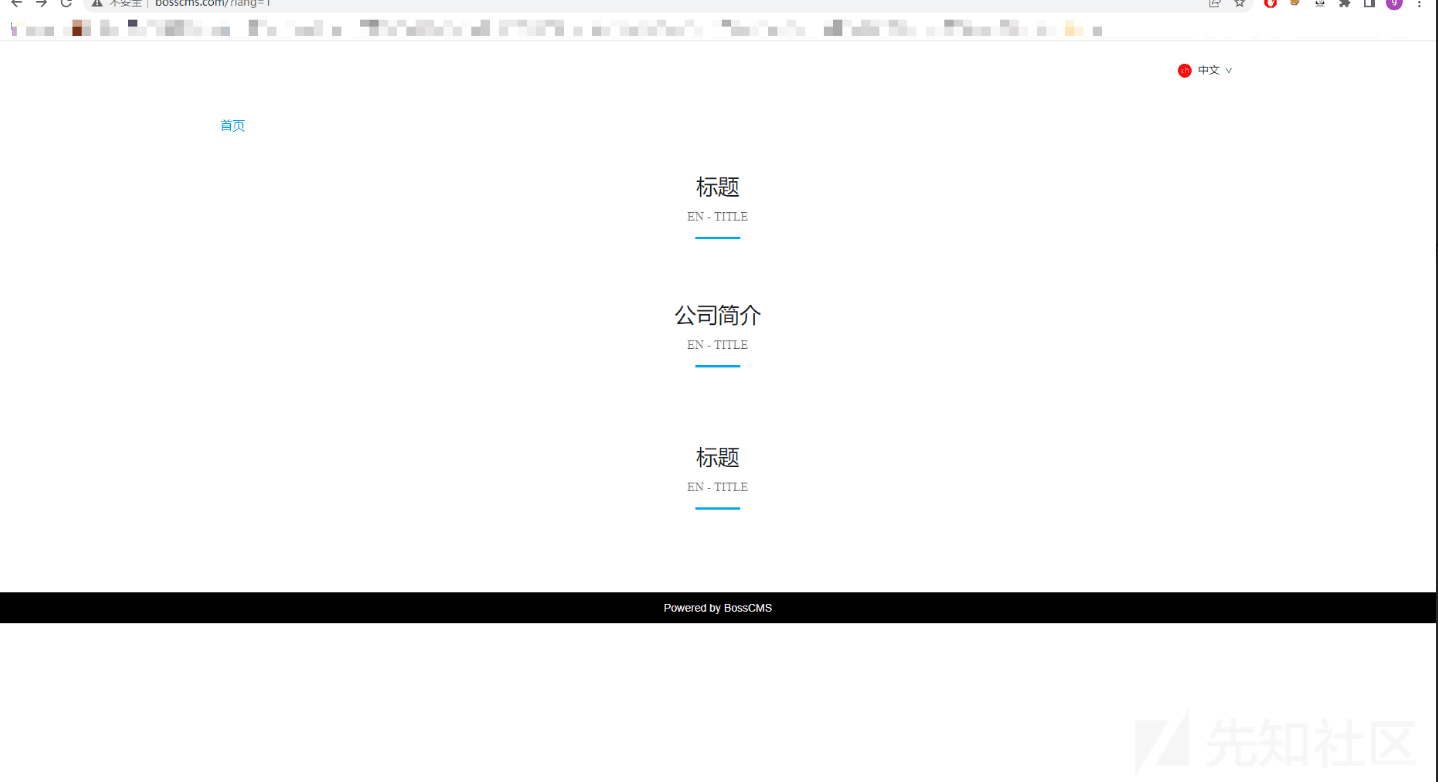 不安全 | bosscms.com/?lang=1
zh 中文
首页
标题
EN - TITLE
公司简介
EN - TITLE
标题
EN - TITLE
Powered by BossCMS
先知社区